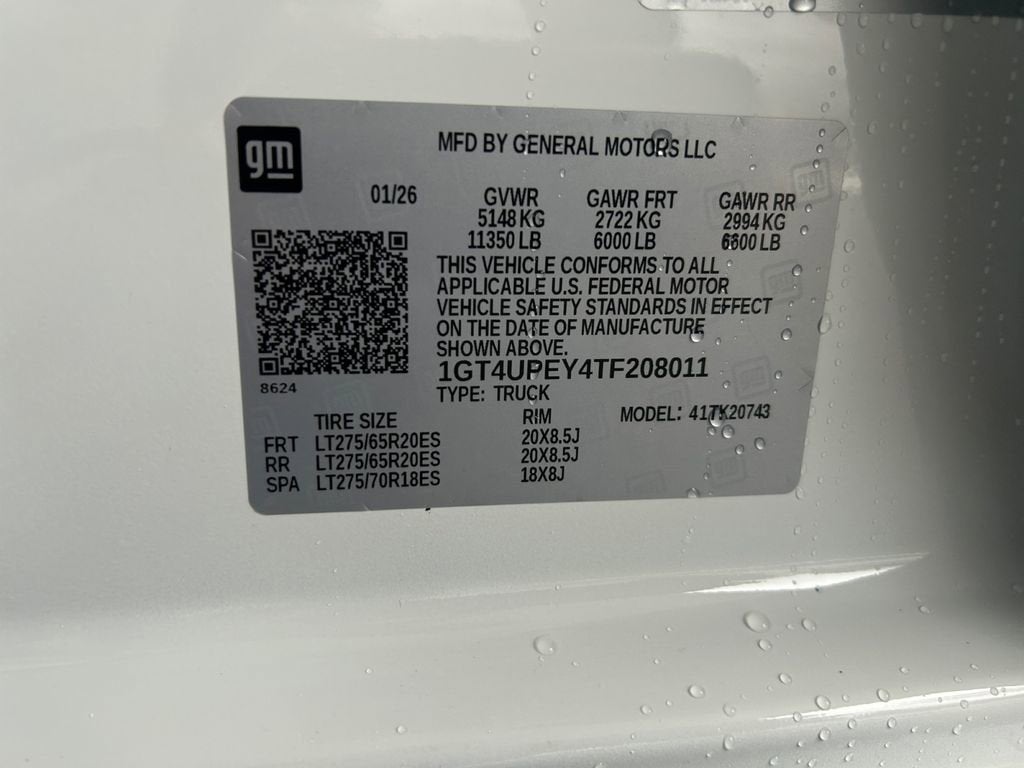 gm
MFD BY GENERAL MOTORS LLC
01/26 GVWR GAWR FRT GAWR RR
5148 KG 2722 KG 2994 KG
11350 LB 6000 LB 6600 LB
THIS VEHICLE CONFORMS TO ALL
APPLICABLE U.S. FEDERAL MOTOR
VEHICLE SAFETY STANDARDS IN EFFECT
ON THE DATE OF MANUFACTURE
SHOWN ABOVE.
1GT4UPEY4TF208011
8624
TYPE: TRUCK
TIRE SIZE RIM MODEL: 41TK20743
FRT LT275/65R20ES 20X8.5J
RR LT275/65R20ES 20X8.5J
SPA LT275/70R18ES 18X8J